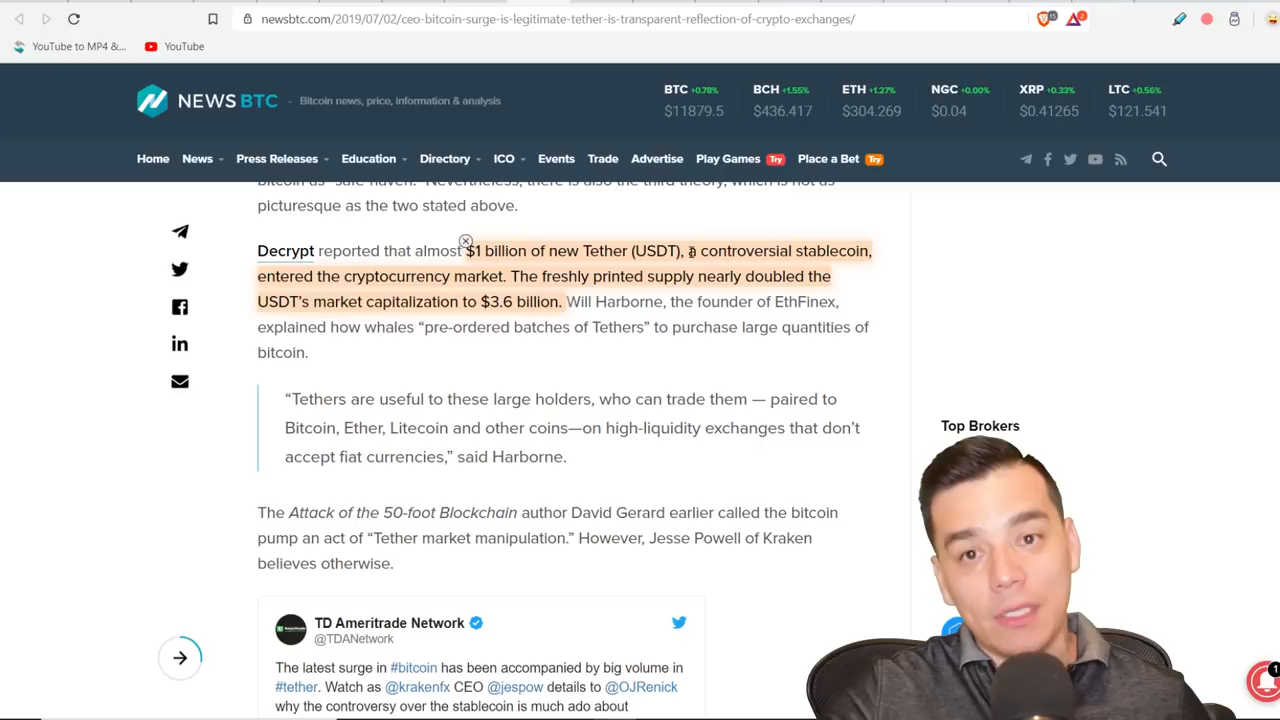 newsbtc.com/2019/07/02/ceo-bitcoin-surge-is-legitimate-tether-is-transparent-reflection-of-crypto-exchanges/
15
2
YouTube to MP4 &...
YouTube
NEWS BTC
- Bitcoin news, price, information & analysis
BTC +0.78% BCH +1.55% ETH +1.27% NGC +0.00% XRP +0.33% LTC +0.56%
$11879.5 $436.417 $304.269 $0.04 $0.41265 $121.541
Home News Press Releases Education Directory ICO Events Trade Advertise Play Games Try Place a Bet Try
bitcoin as "safe haven." Nevertheless, there is also the third theory, which is not as
picturesque as the two stated above.
Decrypt reported that almost $1 billion of new Tether (USDT), a controversial stablecoin,
entered the cryptocurrency market. The freshly printed supply nearly doubled the
USDT's market capitalization to $3.6 billion. Will Harborne, the founder of EthFinex,
explained how whales “pre-ordered batches of Tethers” to purchase large quantities of
bitcoin.
“Tethers are useful to these large holders, who can trade them — paired to
Bitcoin, Ether, Litecoin and other coins—on high-liquidity exchanges that don’t
accept fiat currencies,” said Harborne.
Top Brokers
The Attack of the 50-foot Blockchain author David Gerard earlier called the bitcoin
pump an act of “Tether market manipulation.” However, Jesse Powell of Kraken
believes otherwise.
TD Ameritrade Network
@TDANetwork
The latest surge in #bitcoin has been accompanied by big volume in
#tether. Watch as @krakenfx CEO @jespow details to @OJRenick
why the controversy over the stablecoin is much ado about
1